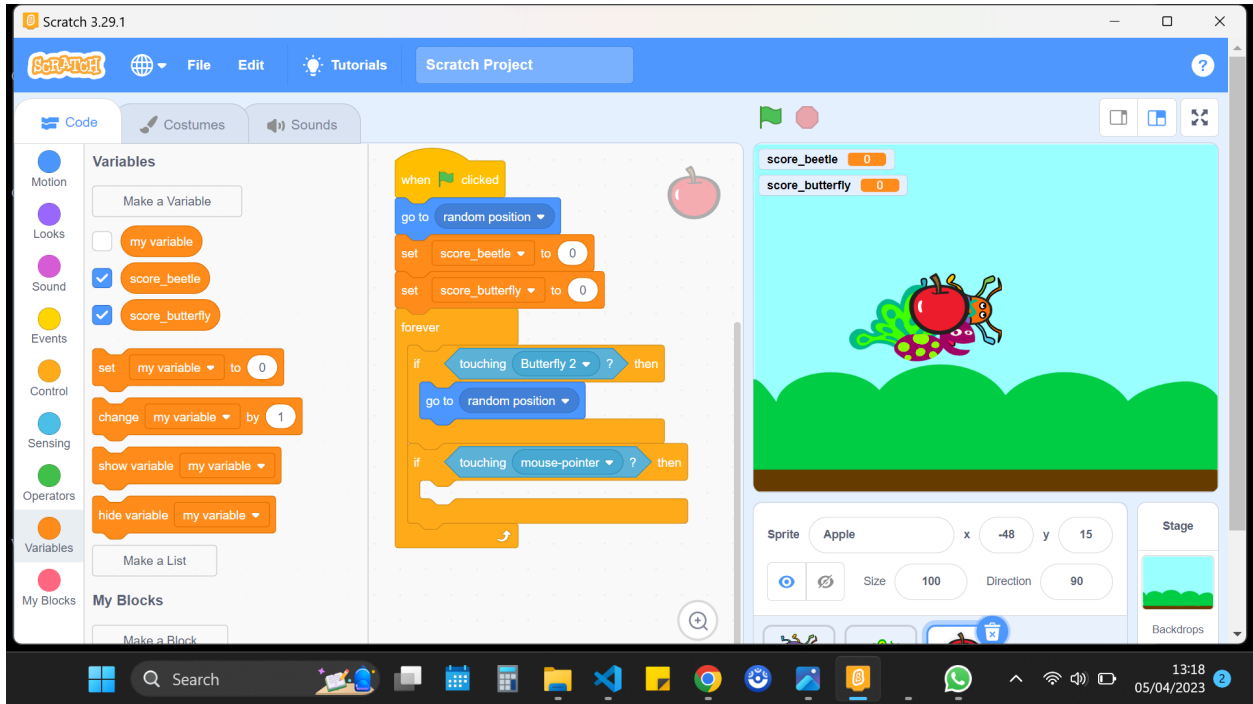 Scratch 3.29.1
SCRATCH File Edit Tutorials Scratch Project ?
Code Costumes Sounds
Motion
Looks
Sound
Events
Control
Sensing
Operators
Variables
My Blocks
Variables
Make a Variable
my variable
score_beetle
score_butterfly
set my variable to 0
change my variable by 1
show variable my variable
hide variable my variable
Make a List
My Blocks
Make a Block
when clicked
go to random position
set score_beetle to 0
set score_butterfly to 0
forever
if touching Butterfly 2 ? then
go to random position
if touching mouse-pointer ? then
score_beetle 0
score_butterfly 0
Sprite Apple x -48 y 15
Size 100 Direction 90
Stage
Backdrops
Search
13:18
05/04/2023 2